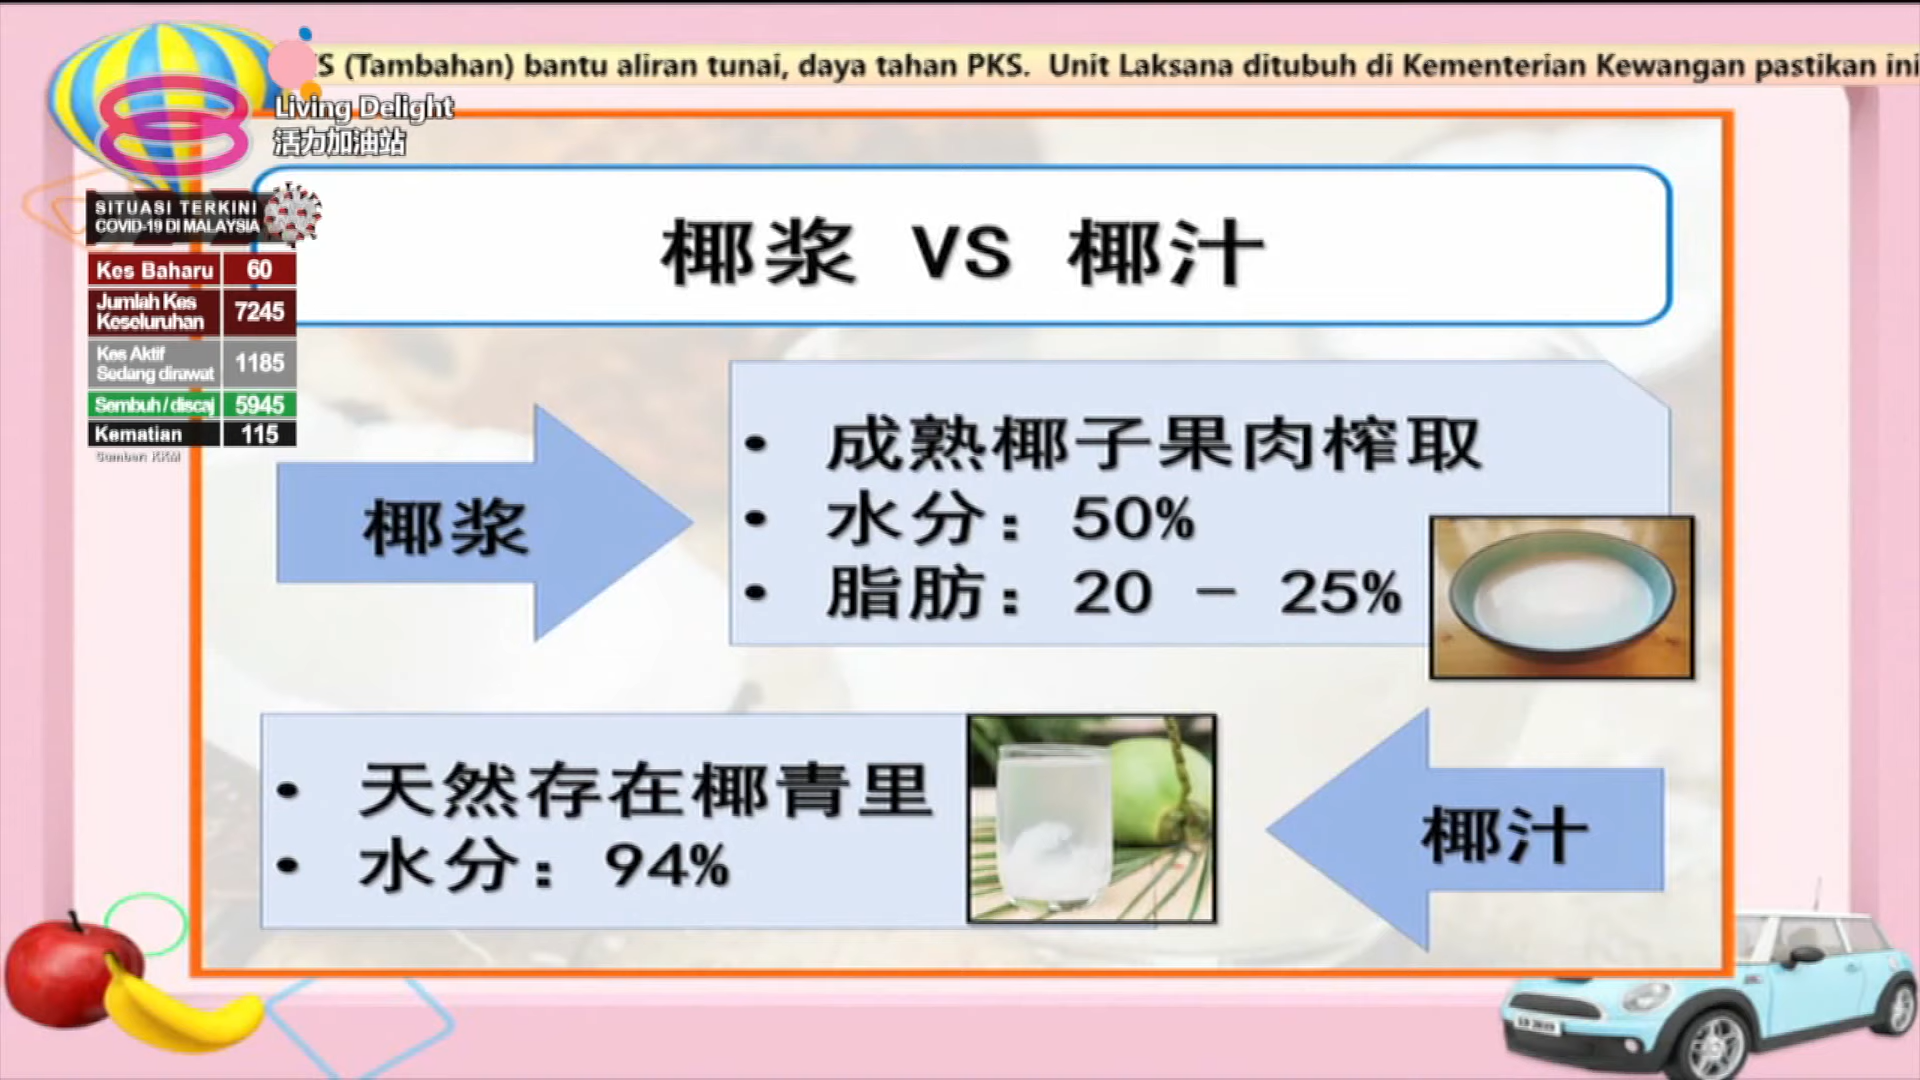 S (Tambahan) bantu aliran tunai, daya tahan PKS. Unit Laksana ditubuh di Kementerian Kewangan pastikan ini
Living Delight
活力加油站
SITUASI TERKINI
COVID-19 DI MALAYSIA
Kes Baharu 60
Jumlah Kes
Keseluruhan 7245
Kes Aktif
Sedang dirawat 1185
Sembuh / discaj 5945
Kematian 115
Sumber: KKM
椰浆 VS 椰汁
椰浆
• 成熟椰子果肉榨取
• 水分：50%
• 脂肪：20 - 25%
• 天然存在椰青里
• 水分：94%
椰汁